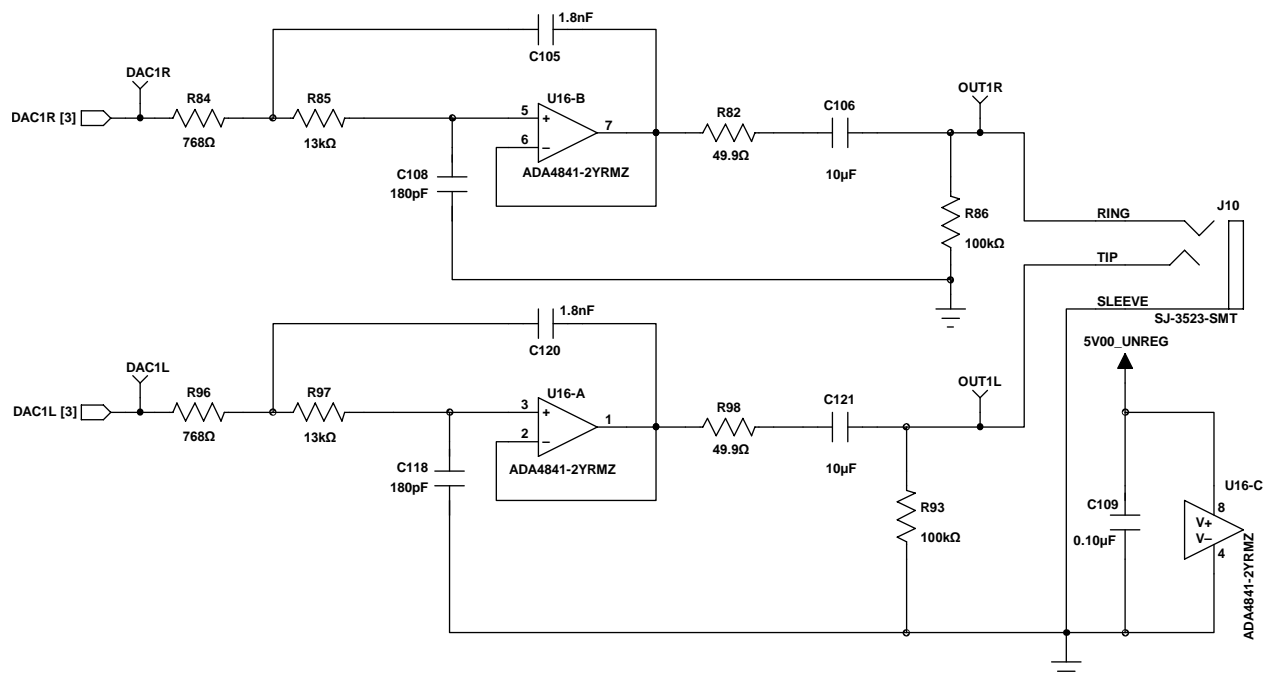 1.8nF
C105
DAC1R
DAC1R [3]
R84
768Ω
R85
13kΩ
C108
180pF
5
6
7
+
–
U16-B
ADA4841-2YRMZ
R82
49.9Ω
C106
10µF
OUT1R
R86
100kΩ
RING
TIP
SLEEVE
J10
SJ-3523-SMT
1.8nF
C120
DAC1L
DAC1L [3]
R96
768Ω
R97
13kΩ
C118
180pF
3
2
1
+
–
U16-A
ADA4841-2YRMZ
R98
49.9Ω
C121
10µF
OUT1L
R93
100kΩ
5V00_UNREG
C109
0.10µF
U16-C
8
V+
V–
4
ADA4841-2YRMZ